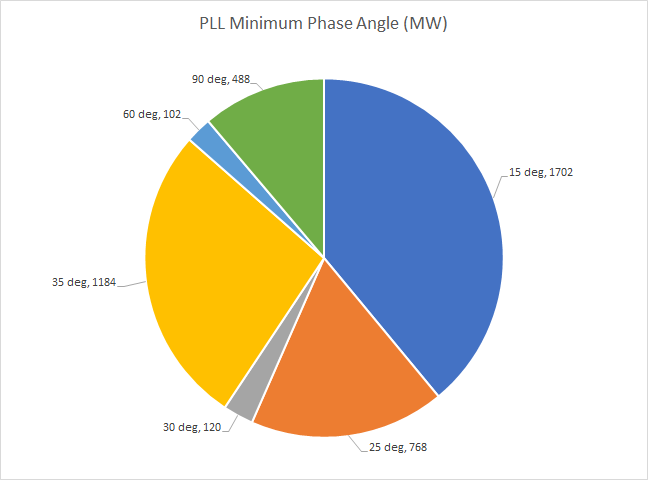 PLL Minimum Phase Angle (MW)
90 deg, 488
60 deg, 102
15 deg, 1702
35 deg, 1184
30 deg, 120
25 deg, 768